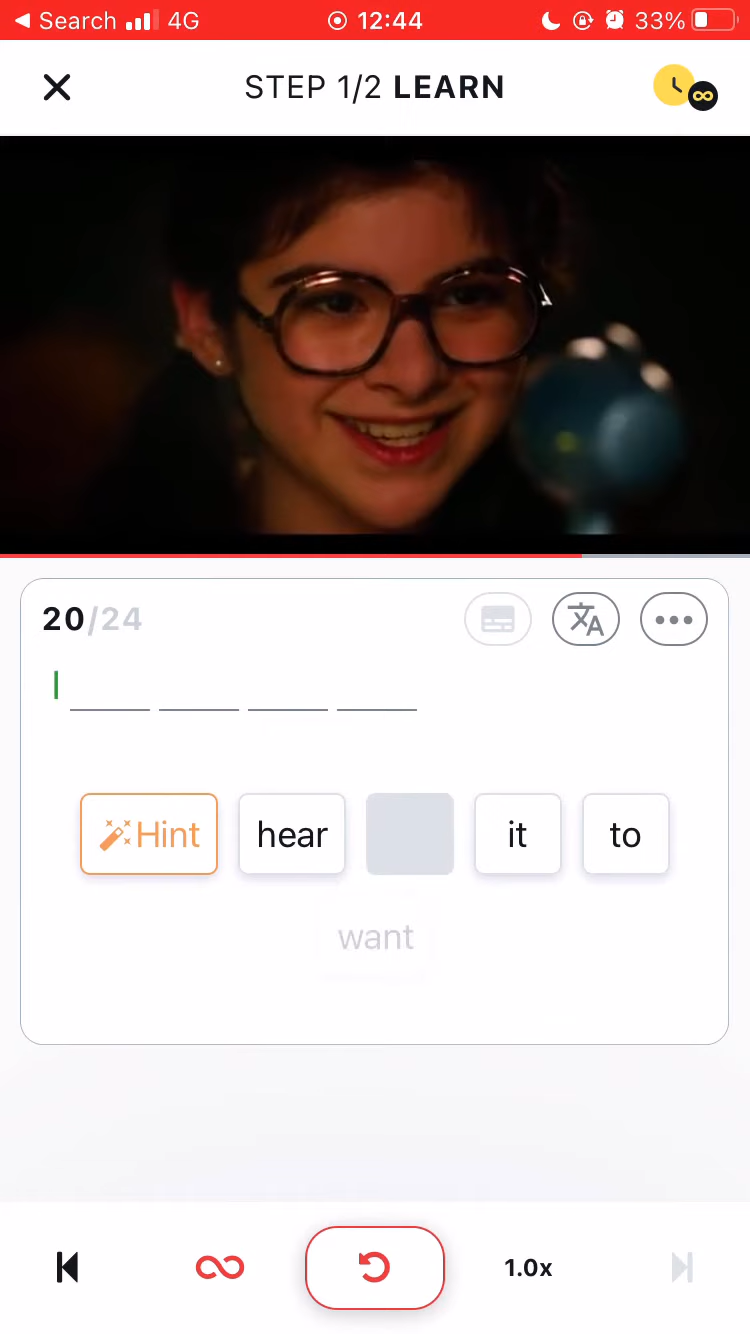 Search 4G 12:44 33%
STEP 1/2 LEARN
20/24
I
Hint hear it to
want
1.0x